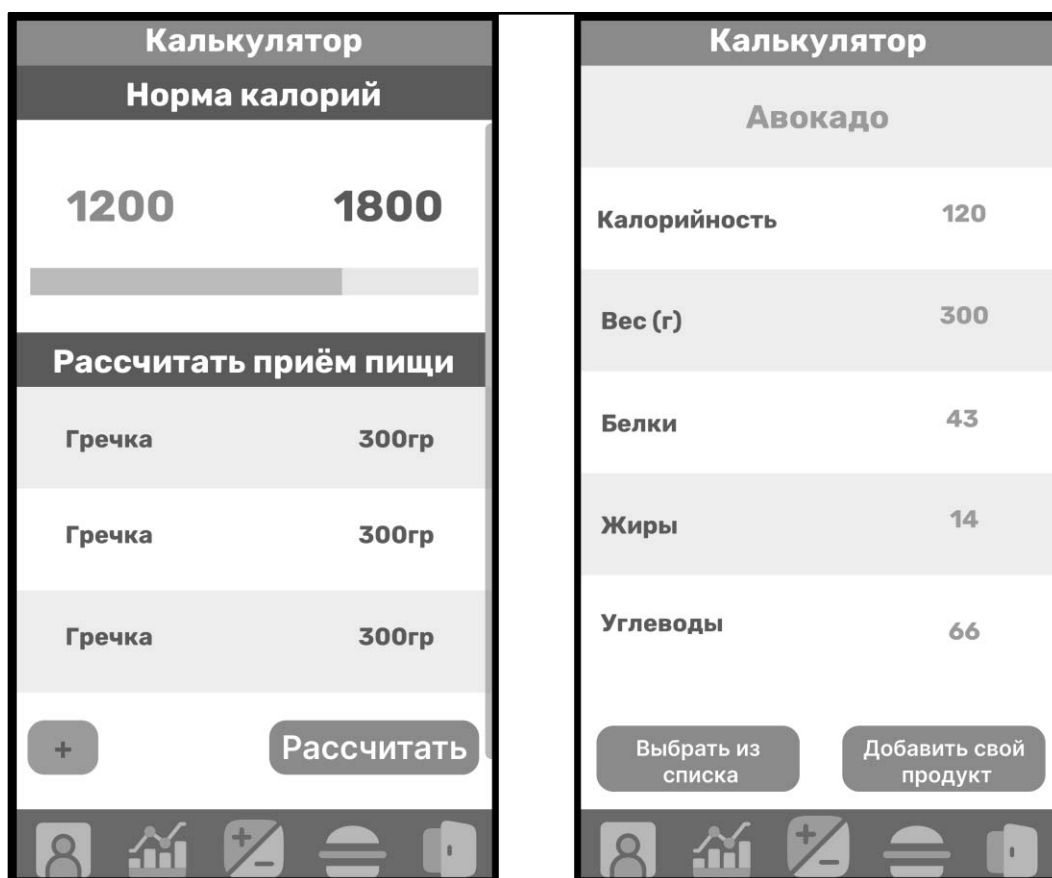 Калькулятор
Норма калорий
1200 1800
Рассчитать приём пищи
Гречка 300гр
Гречка 300гр
Гречка 300гр
+ Рассчитать
Калькулятор
Авокадо
Калорийность 120
Вес (г) 300
Белки 43
Жиры 14
Углеводы 66
Выбрать из
списка
Добавить свой
продукт